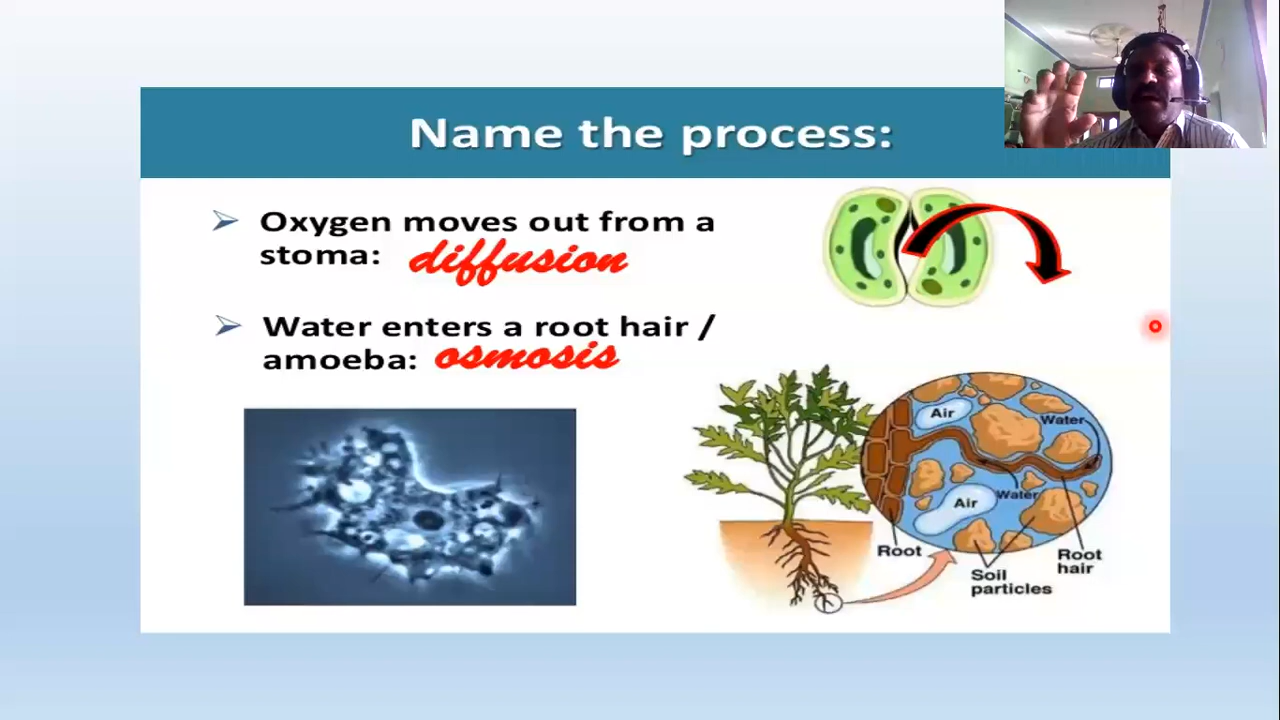 Name the process:
Oxygen moves out from a
stoma: diffusion
Water enters a root hair /
amoeba: osmosis
Air
Water
Air
Water
Root
Root
hair
Soil
particles